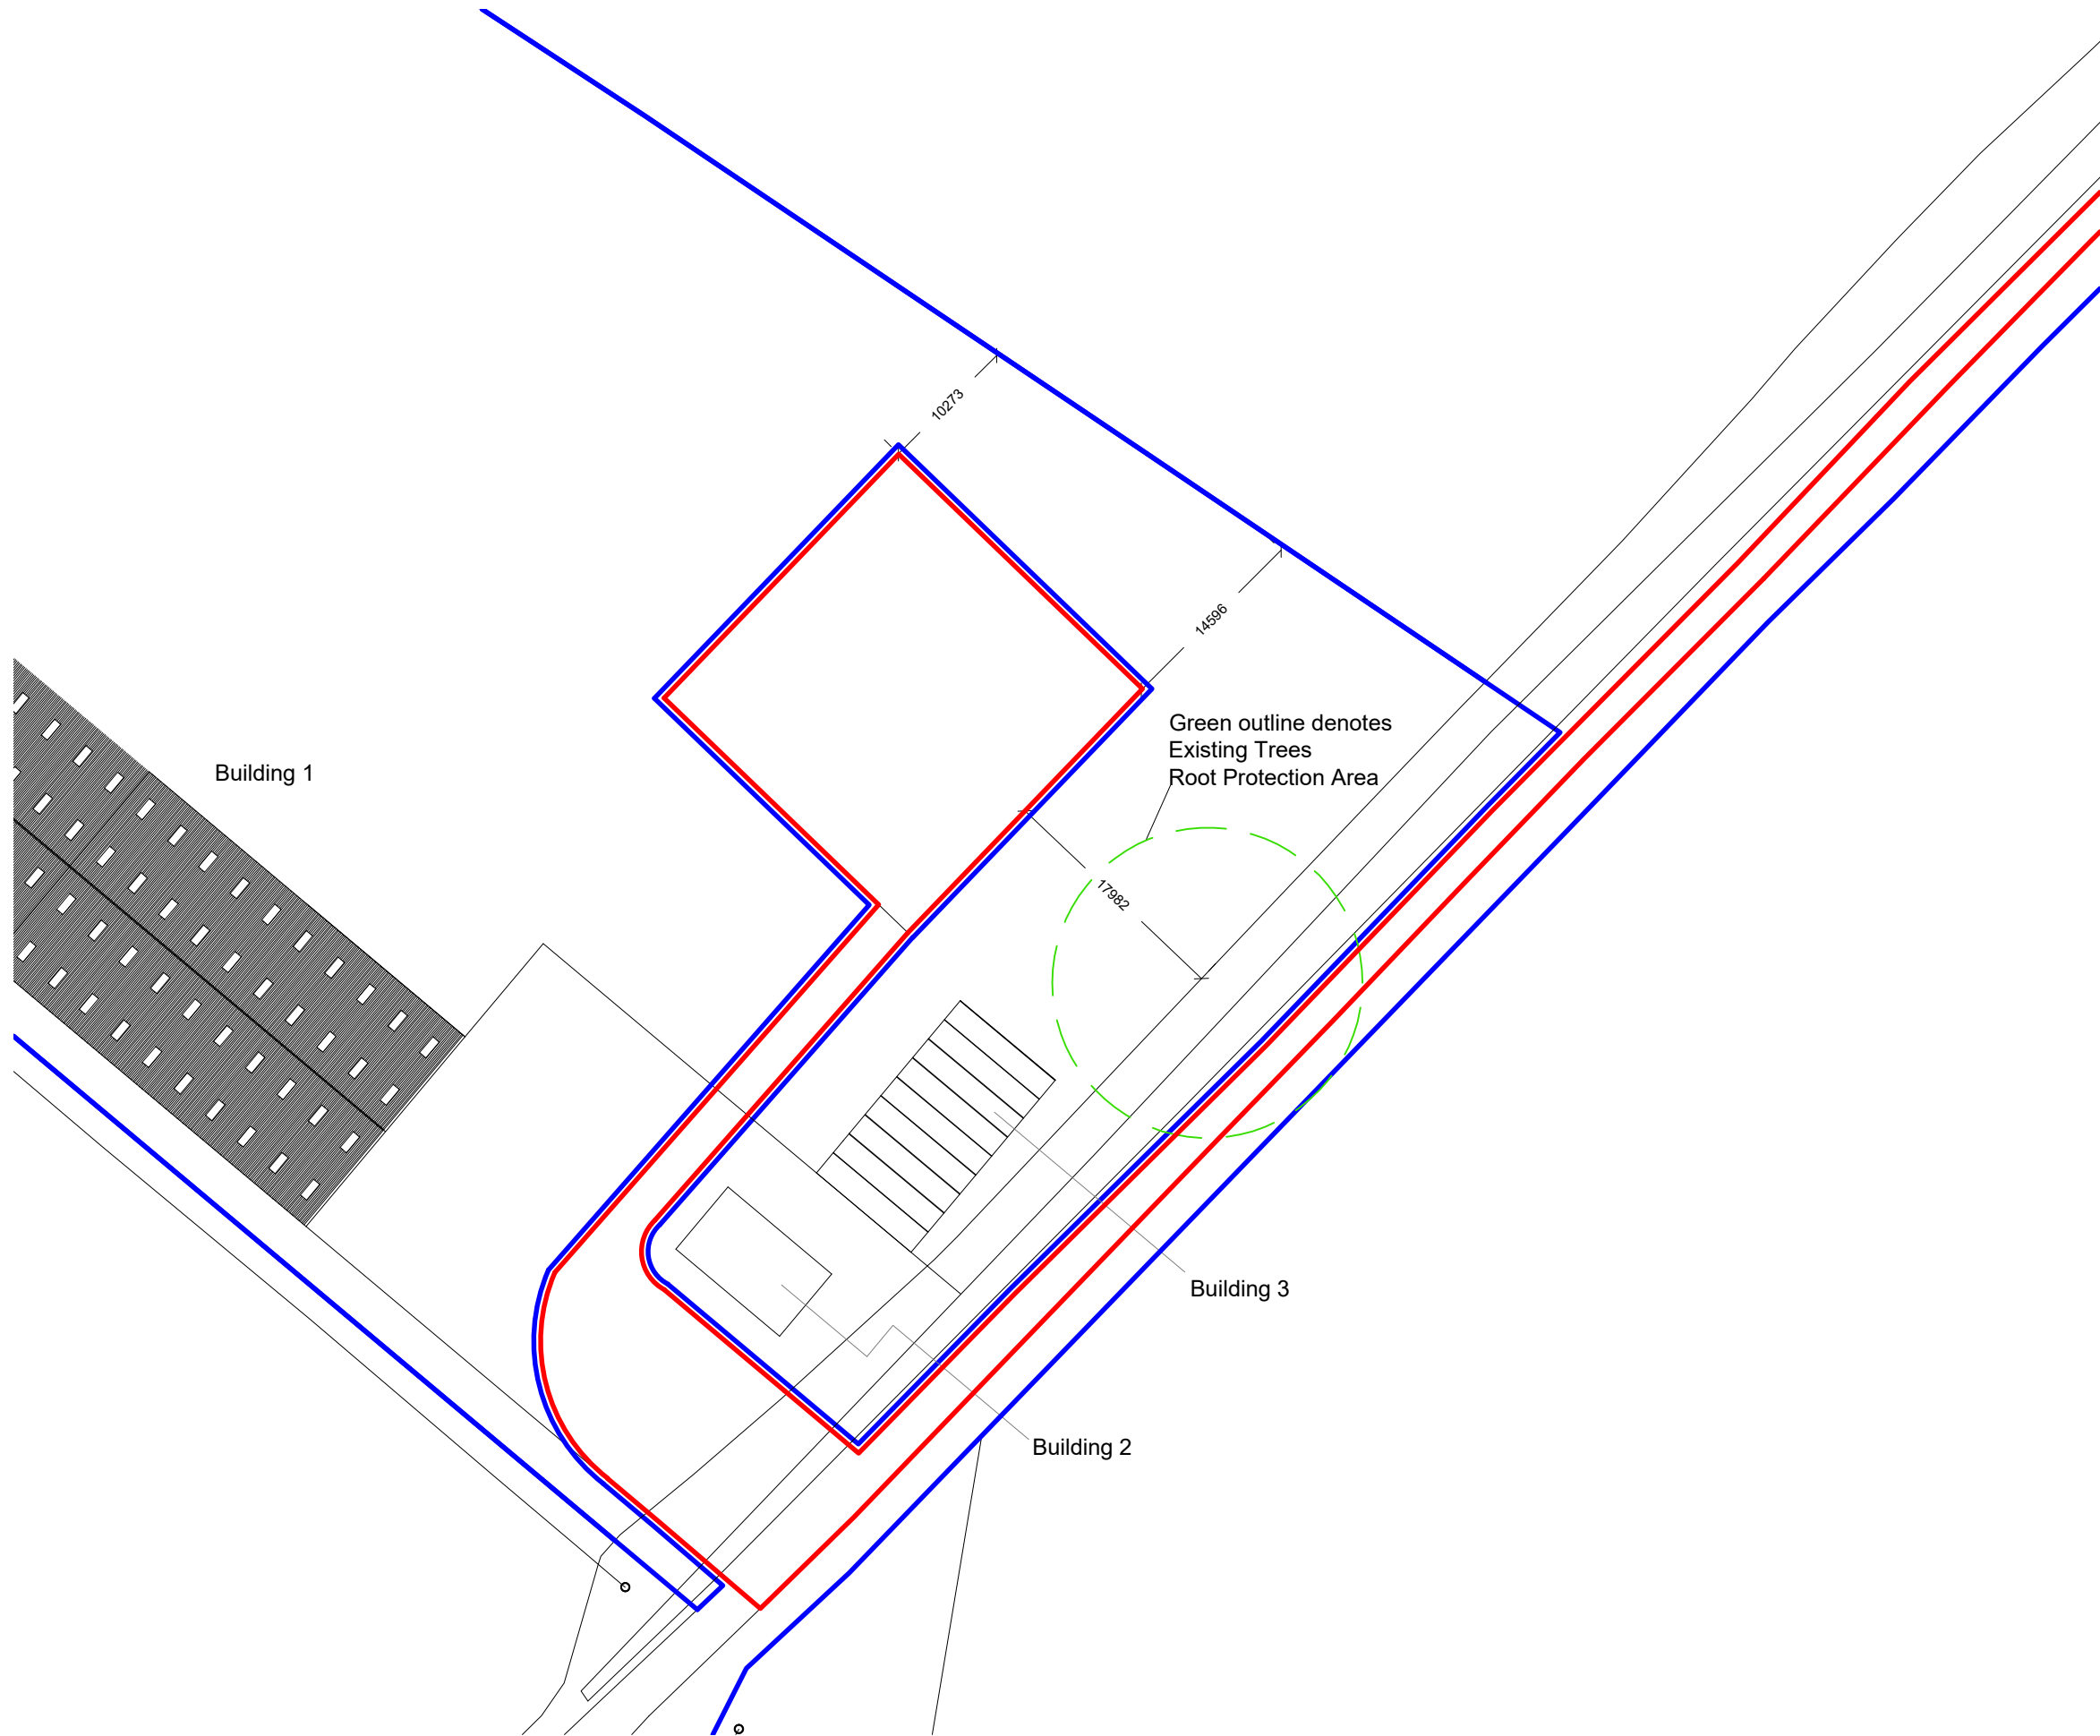 10273
14596
Green outline denotes
Existing Trees
Root Protection Area
Building 1
17982
Building 3
Building 2